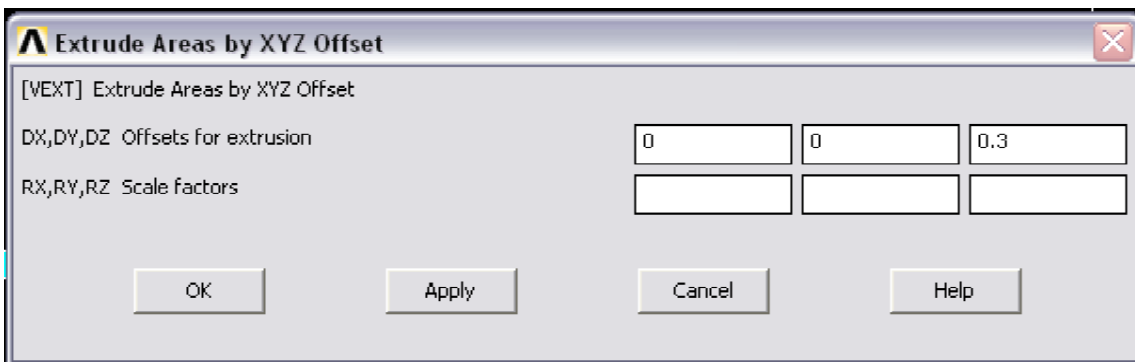 Extrude Areas by XYZ Offset
[VEXT] Extrude Areas by XYZ Offset
DX,DY,DZ Offsets for extrusion 0 0 0.3
RX,RY,RZ Scale factors
OK Apply Cancel Help